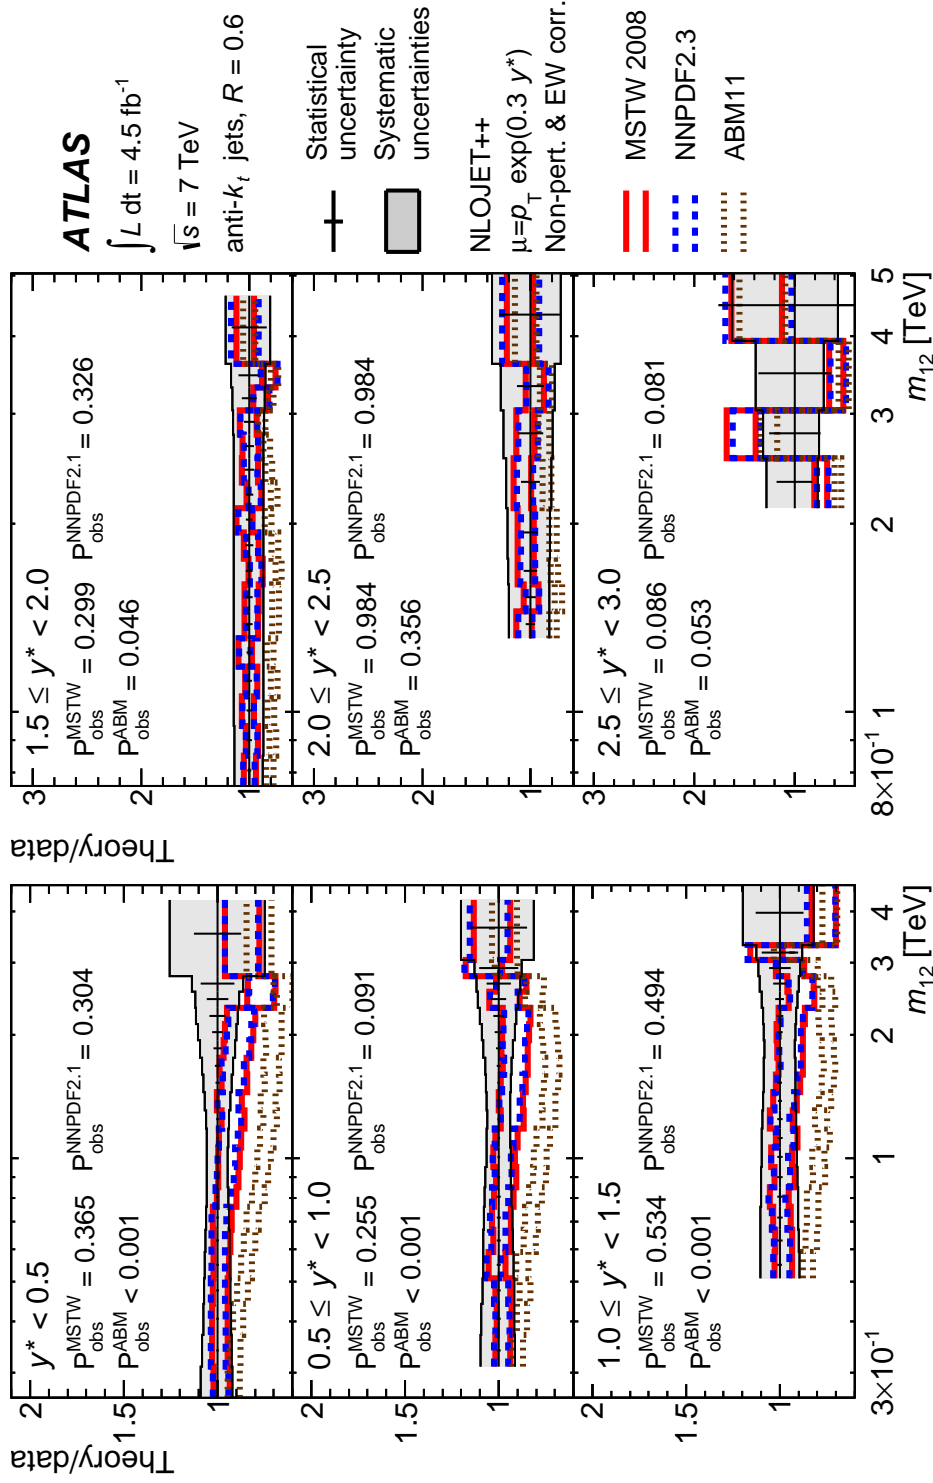 Theory/data
y* < 0.5
P_obs^MSTW = 0.365 P_obs^NNPDF2.1 = 0.304
P_obs^ABM < 0.001
2
1.5
1
0.5 ≤ y* < 1.0
P_obs^MSTW = 0.255 P_obs^NNPDF2.1 = 0.091
P_obs^ABM < 0.001
2
1.5
1
1.0 ≤ y* < 1.5
P_obs^MSTW = 0.534 P_obs^NNPDF2.1 = 0.494
P_obs^ABM < 0.001
2
1.5
1
3×10⁻¹ 1 2 3 4
m₁₂ [TeV]
Theory/data
1.5 ≤ y* < 2.0
P_obs^MSTW = 0.299 P_obs^NNPDF2.1 = 0.326
P_obs^ABM = 0.046
3
2
1
2.0 ≤ y* < 2.5
P_obs^MSTW = 0.984 P_obs^NNPDF2.1 = 0.984
P_obs^ABM = 0.356
3
2
1
2.5 ≤ y* < 3.0
P_obs^MSTW = 0.086 P_obs^NNPDF2.1 = 0.081
P_obs^ABM = 0.053
3
2
1
8×10⁻¹ 1 2 3 4 5
m₁₂ [TeV]
ATLAS
∫ L dt = 4.5 fb⁻¹
√s = 7 TeV
anti-k_t jets, R = 0.6
Statistical
uncertainty
Systematic
uncertainties
NLOJET++
μ=p_T exp(0.3 y*)
Non-pert. & EW corr.
MSTW 2008
NNPDF2.3
ABM11